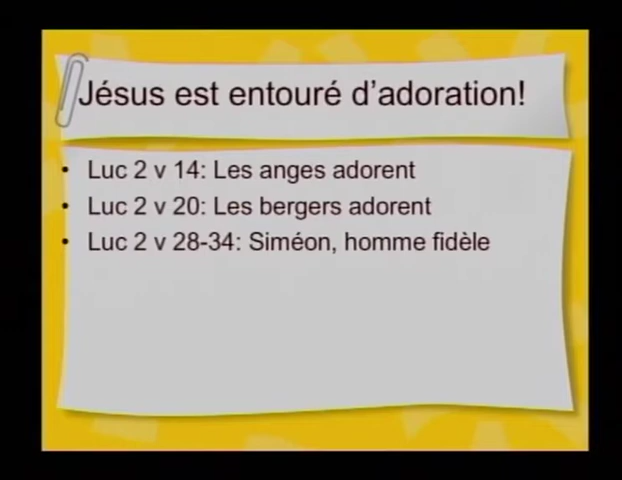 Jésus est entouré d'adoration!
• Luc 2 v 14: Les anges adorent
• Luc 2 v 20: Les bergers adorent
• Luc 2 v 28-34: Siméon, homme fidèle